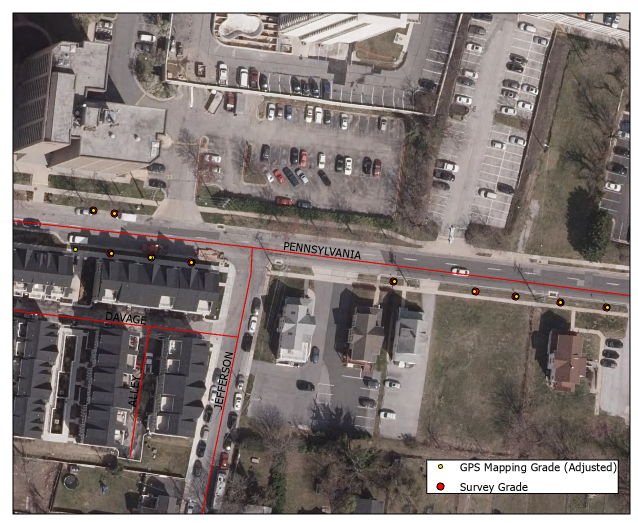 PENNSYLVANIA
DAVAGE
JEFFERSON
ALLEY
GPS Mapping Grade (Adjusted)
Survey Grade